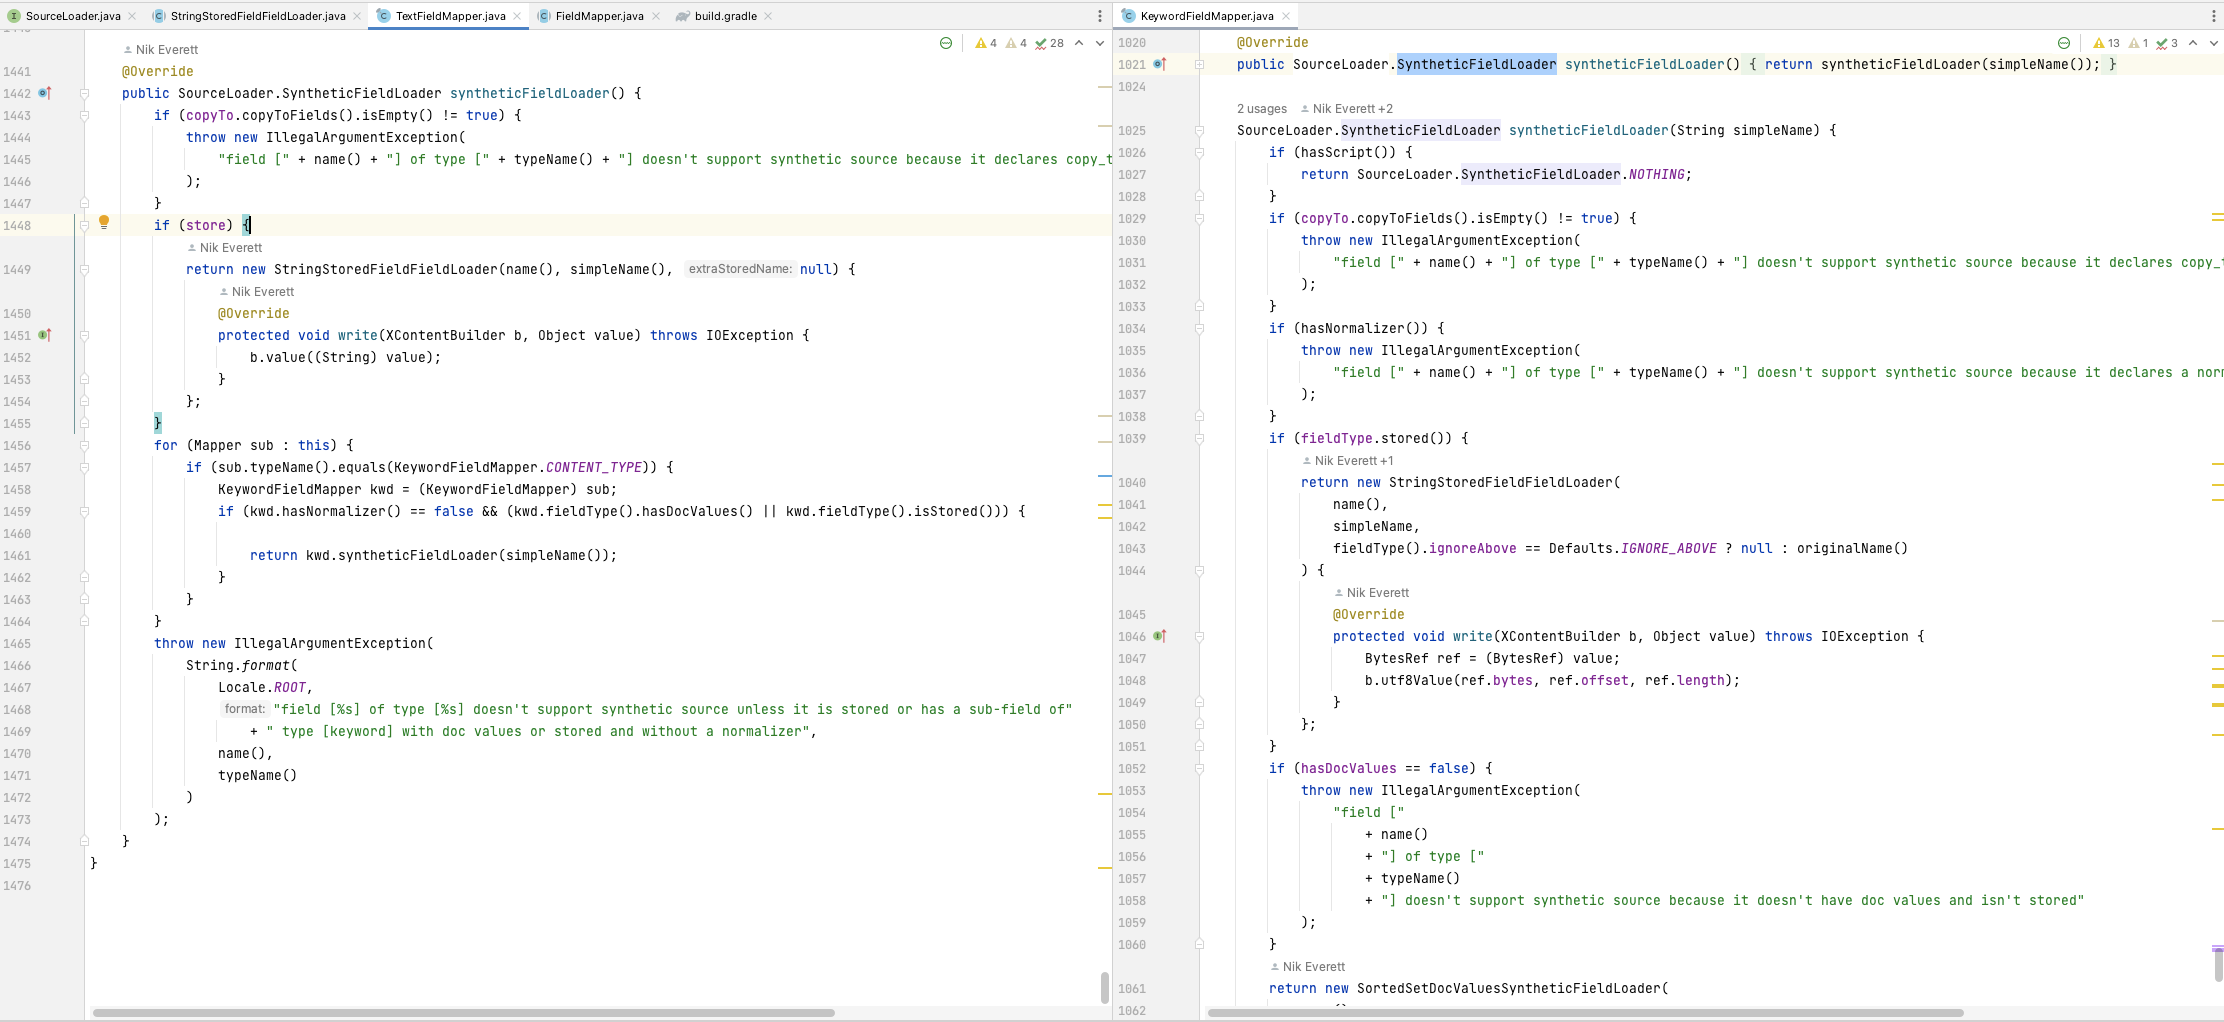 SourceLoader.java
StringStoredFieldFieldLoader.java
TextFieldMapper.java
FieldMapper.java
build.gradle
4 4 28
Nik Everett
1441 @Override
1442 public SourceLoader.SyntheticFieldLoader syntheticFieldLoader() {
1443 if (copyTo.copyToFields().isEmpty() != true) {
1444 throw new IllegalArgumentException(
1445 "field [" + name() + "] of type [" + typeName() + "] doesn't support synthetic source because it declares copy_t
1446 );
1447 }
1448 if (store) {
Nik Everett
1449 return new StringStoredFieldFieldLoader(name(), simpleName(), extraStoredName: null) {
Nik Everett
1450 @Override
1451 protected void write(XContentBuilder b, Object value) throws IOException {
1452 b.value((String) value);
1453 }
1454 };
1455 }
1456 for (Mapper sub : this) {
1457 if (sub.typeName().equals(KeywordFieldMapper.CONTENT_TYPE)) {
1458 KeywordFieldMapper kwd = (KeywordFieldMapper) sub;
1459 if (kwd.hasNormalizer() == false && (kwd.fieldType().hasDocValues() || kwd.fieldType().isStored())) {
1460
1461 return kwd.syntheticFieldLoader(simpleName());
1462 }
1463 }
1464 }
1465 throw new IllegalArgumentException(
1466 String.format(
1467 Locale.ROOT,
1468 format: "field [%s] of type [%s] doesn't support synthetic source unless it is stored or has a sub-field of"
1469 + " type [keyword] with doc values or stored and without a normalizer",
1470 name(),
1471 typeName()
1472 )
1473 );
1474 }
1475 }
1476
KeywordFieldMapper.java
13 1 3
1020 @Override
1021 public SourceLoader.SyntheticFieldLoader syntheticFieldLoader() { return syntheticFieldLoader(simpleName()); }
1024
2 usages Nik Everett +2
1025 SourceLoader.SyntheticFieldLoader syntheticFieldLoader(String simpleName) {
1026 if (hasScript()) {
1027 return SourceLoader.SyntheticFieldLoader.NOTHING;
1028 }
1029 if (copyTo.copyToFields().isEmpty() != true) {
1030 throw new IllegalArgumentException(
1031 "field [" + name() + "] of type [" + typeName() + "] doesn't support synthetic source because it declares copy_t
1032 );
1033 }
1034 if (hasNormalizer()) {
1035 throw new IllegalArgumentException(
1036 "field [" + name() + "] of type [" + typeName() + "] doesn't support synthetic source because it declares a nor
1037 );
1038 }
1039 if (fieldType.stored()) {
Nik Everett +1
1040 return new StringStoredFieldFieldLoader(
1041 name(),
1042 simpleName,
1043 fieldType().ignoreAbove == Defaults.IGNORE_ABOVE ? null : originalName()
1044 ) {
Nik Everett
1045 @Override
1046 protected void write(XContentBuilder b, Object value) throws IOException {
1047 BytesRef ref = (BytesRef) value;
1048 b.utf8Value(ref.bytes, ref.offset, ref.length);
1049 }
1050 };
1051 }
1052 if (hasDocValues == false) {
1053 throw new IllegalArgumentException(
1054 "field ["
1055 + name()
1056 + "] of type ["
1057 + typeName()
1058 + "] doesn't support synthetic source because it doesn't have doc values and isn't stored"
1059 );
1060 }
Nik Everett
1061 return new SortedSetDocValuesSyntheticFieldLoader(
1062